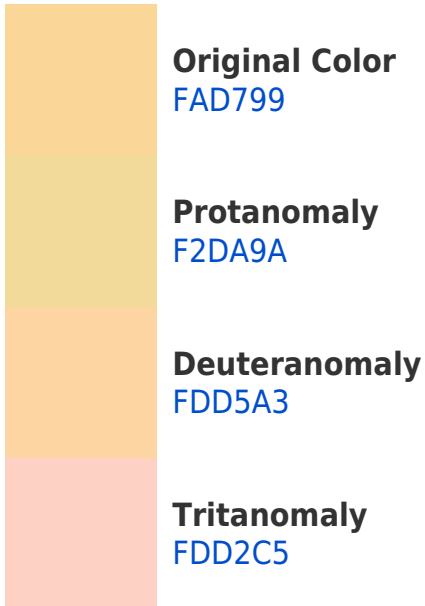 Original Color
FAD799
Protanomaly
F2DA9A
Deuteranomaly
FDD5A3
Tritanomaly
FDD2C5